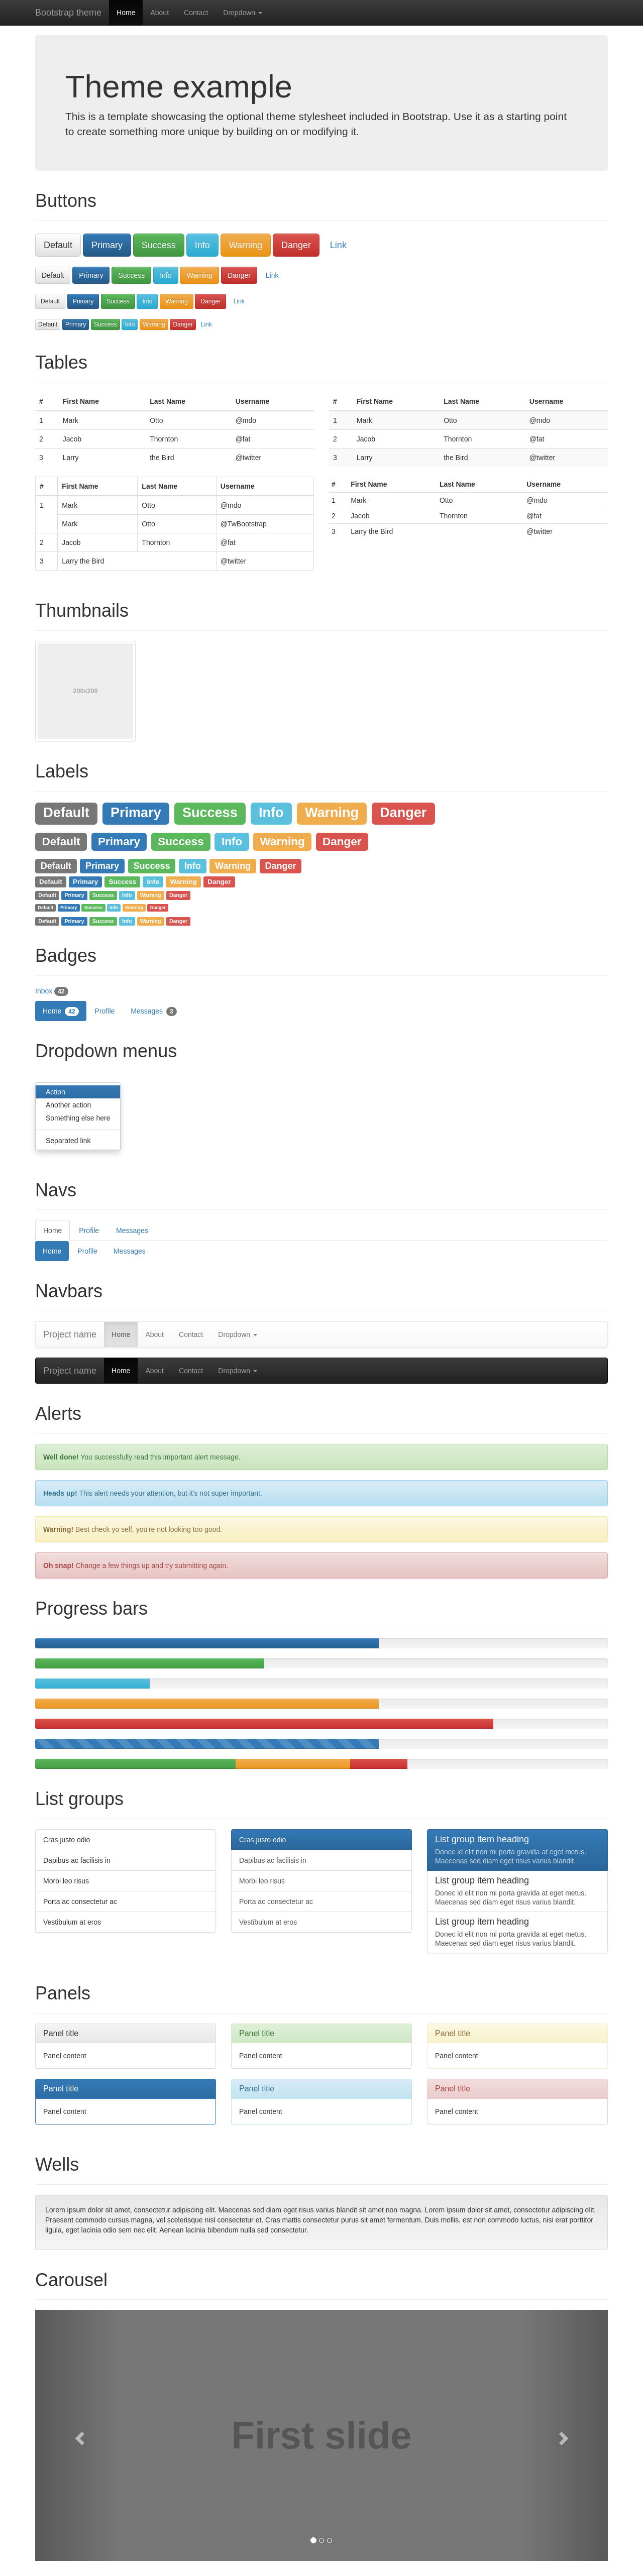 Bootstrap theme Home About Contact Dropdown
Theme example
This is a template showcasing the optional theme stylesheet included in Bootstrap. Use it as a starting point
to create something more unique by building on or modifying it.
Buttons
Default Primary Success Info Warning Danger Link
Default Primary Success Info Warning Danger Link
Default Primary Success Info Warning Danger Link
Default Primary Success Info Warning Danger Link
Tables
# First Name Last Name Username
1 Mark Otto @mdo
2 Jacob Thornton @fat
3 Larry the Bird @twitter
# First Name Last Name Username
1 Mark Otto @mdo
2 Jacob Thornton @fat
3 Larry the Bird @twitter
# First Name Last Name Username
1 Mark Otto @mdo
Mark Otto @TwBootstrap
2 Jacob Thornton @fat
3 Larry the Bird @twitter
# First Name Last Name Username
1 Mark Otto @mdo
2 Jacob Thornton @fat
3 Larry the Bird @twitter
Thumbnails
200x200
Labels
Default Primary Success Info Warning Danger
Default Primary Success Info Warning Danger
Default Primary Success Info Warning Danger
Default Primary Success Info Warning Danger
Default Primary Success Info Warning Danger
Default Primary Success Info Warning Danger
Default Primary Success Info Warning Danger
Badges
Inbox 42
Home 42 Profile Messages 3
Dropdown menus
Action
Another action
Something else here
Separated link
Navs
Home Profile Messages
Home Profile Messages
Navbars
Project name Home About Contact Dropdown
Project name Home About Contact Dropdown
Alerts
Well done! You successfully read this important alert message.
Heads up! This alert needs your attention, but it's not super important.
Warning! Best check yo self, you're not looking too good.
Oh snap! Change a few things up and try submitting again.
Progress bars
List groups
Cras justo odio
Dapibus ac facilisis in
Morbi leo risus
Porta ac consectetur ac
Vestibulum at eros
Cras justo odio
Dapibus ac facilisis in
Morbi leo risus
Porta ac consectetur ac
Vestibulum at eros
List group item heading
Donec id elit non mi porta gravida at eget metus.
Maecenas sed diam eget risus varius blandit.
List group item heading
Donec id elit non mi porta gravida at eget metus.
Maecenas sed diam eget risus varius blandit.
List group item heading
Donec id elit non mi porta gravida at eget metus.
Maecenas sed diam eget risus varius blandit.
Panels
Panel title
Panel content
Panel title
Panel content
Panel title
Panel content
Panel title
Panel content
Panel title
Panel content
Panel title
Panel content
Wells
Lorem ipsum dolor sit amet, consectetur adipiscing elit. Maecenas sed diam eget risus varius blandit sit amet non magna. Lorem ipsum dolor sit amet, consectetur adipiscing elit.
Praesent commodo cursus magna, vel scelerisque nisl consectetur et. Cras mattis consectetur purus sit amet fermentum. Duis mollis, est non commodo luctus, nisi erat porttitor
ligula, eget lacinia odio sem nec elit. Aenean lacinia bibendum nulla sed consectetur.
Carousel
First slide